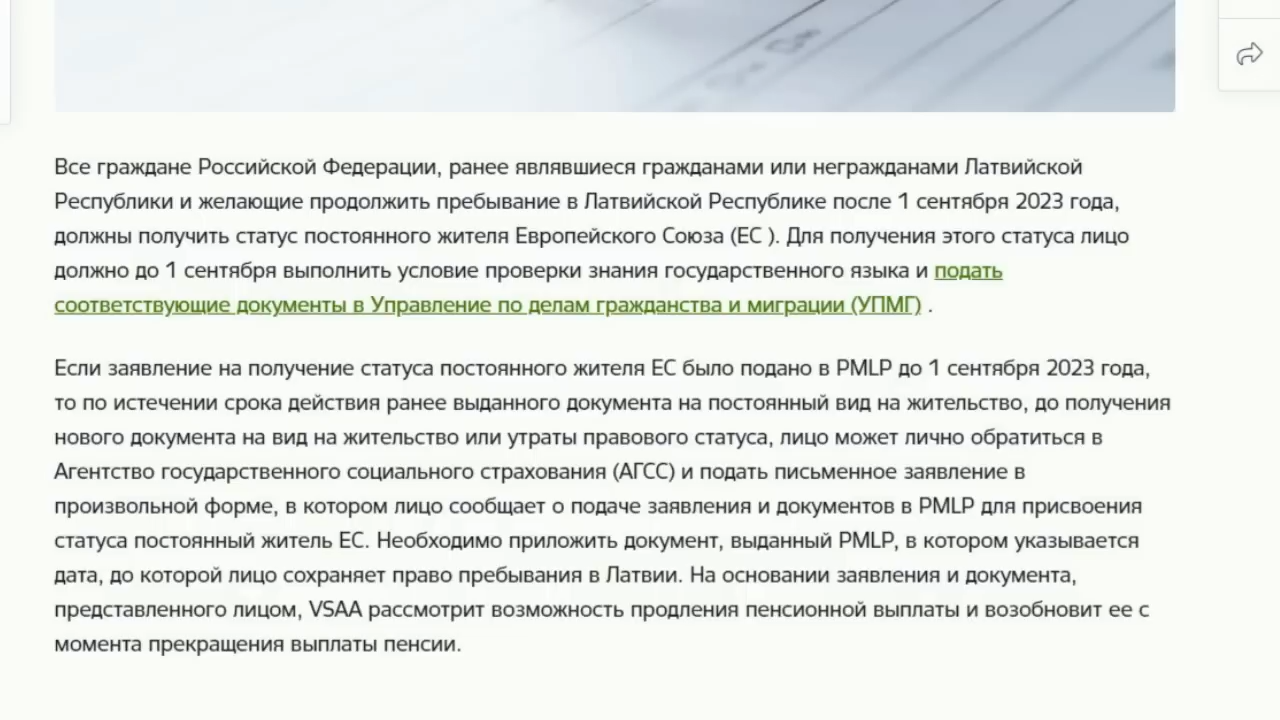 Все граждане Российской Федерации, ранее являвшиеся гражданами или негражданами Латвийской
Республики и желающие продолжить пребывание в Латвийской Республике после 1 сентября 2023 года,
должны получить статус постоянного жителя Европейского Союза (ЕС ). Для получения этого статуса лицо
должно до 1 сентября выполнить условие проверки знания государственного языка и подать
соответствующие документы в Управление по делам гражданства и миграции (УПМГ) .
Если заявление на получение статуса постоянного жителя ЕС было подано в PMLP до 1 сентября 2023 года,
то по истечении срока действия ранее выданного документа на постоянный вид на жительство, до получения
нового документа на вид на жительство или утраты правового статуса, лицо может лично обратиться в
Агентство государственного социального страхования (АГСС) и подать письменное заявление в
произвольной форме, в котором лицо сообщает о подаче заявления и документов в PMLP для присвоения
статуса постоянный житель ЕС. Необходимо приложить документ, выданный PMLP, в котором указывается
дата, до которой лицо сохраняет право пребывания в Латвии. На основании заявления и документа,
представленного лицом, VSAA рассмотрит возможность продления пенсионной выплаты и возобновит ее с
момента прекращения выплаты пенсии.